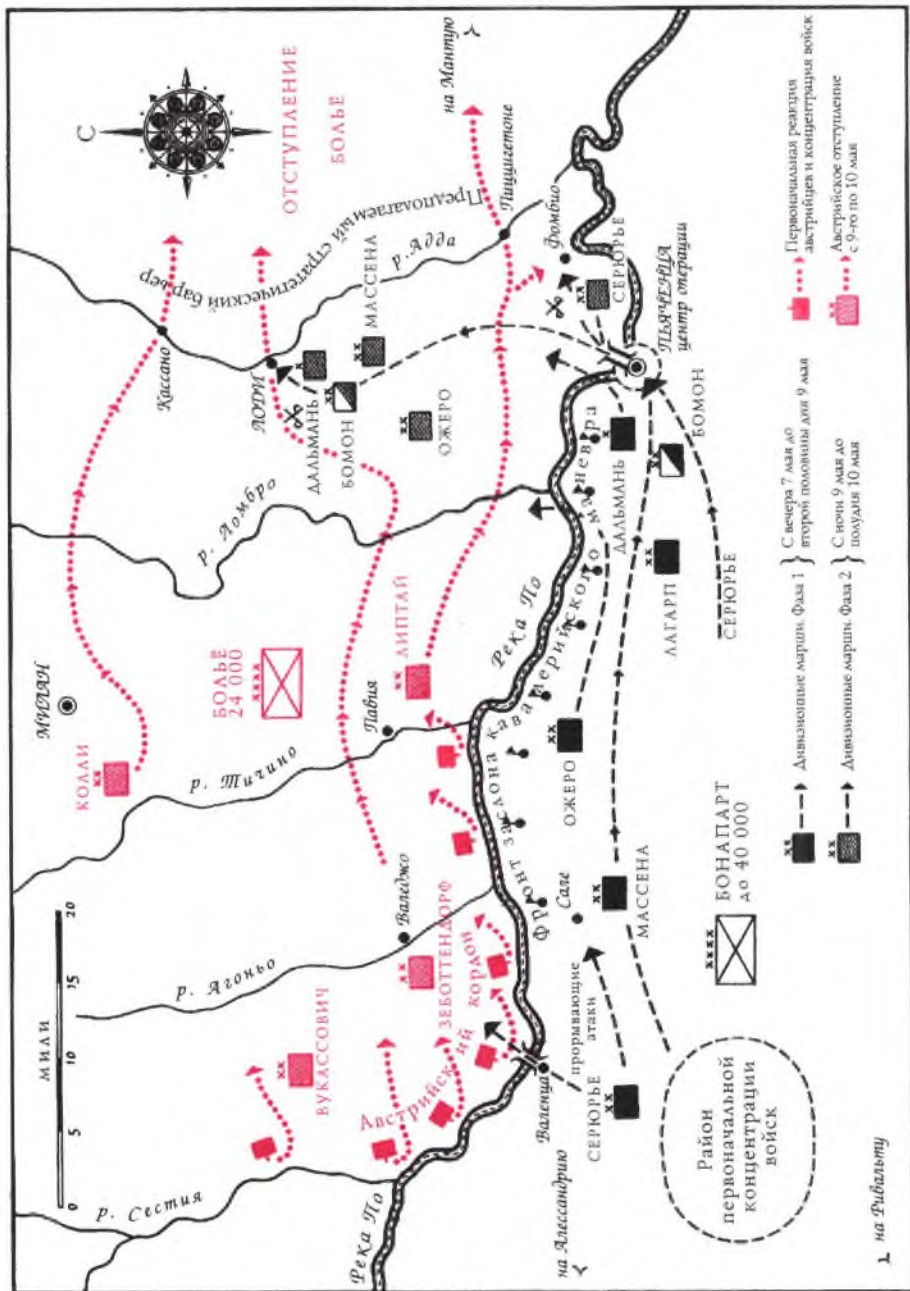 МИЛИ
0 5 10 15 20
С
р. Сестия
р. Агоньо
р. Тичино
р. Ломбро
р. Адда
Река По
Река По
МИЛАН
Кассано
ЛОДИ
Павия
Валеджо
Валенца
Сале
Пиццигетоне
Фомбио
ПЬЯЧЕНЦА
центр операции
на Мантую
на Алессандрию
на Ривальту
ОТСТУПЛЕНИЕ
БОЛЬЕ
Предполагаемый стратегический барьер
КОЛЛИ
БОЛЬЕ
24 000
ЛИПТАЙ
ВУКАССОВИЧ
ЗЕБОТТЕНДОРФ
Австрийский кордон
ДАЛЬМАНЬ
БОМОН
МАССЕНА
ОЖЕРО
СЕРЮРЬЕ
Фронт заслона кавалерийского маневра
ДАЛЬМАНЬ
БОМОН
ЛАГАРП
ОЖЕРО
МАССЕНА
СЕРЮРЬЕ
СЕРЮРЬЕ
прорывающие
атаки
Район
первоначальной
концентрации
войск
БОНАПАРТ
до 40 000
Дивизионные марши. Фаза 1 } С вечера 7 мая до
второй половины дня 9 мая
Дивизионные марши. Фаза 2 } С ночи 9 мая до
полудня 10 мая
Первоначальная реакция
австрийцев и концентрация войск
Австрийское отступление
с 9-го по 10 мая